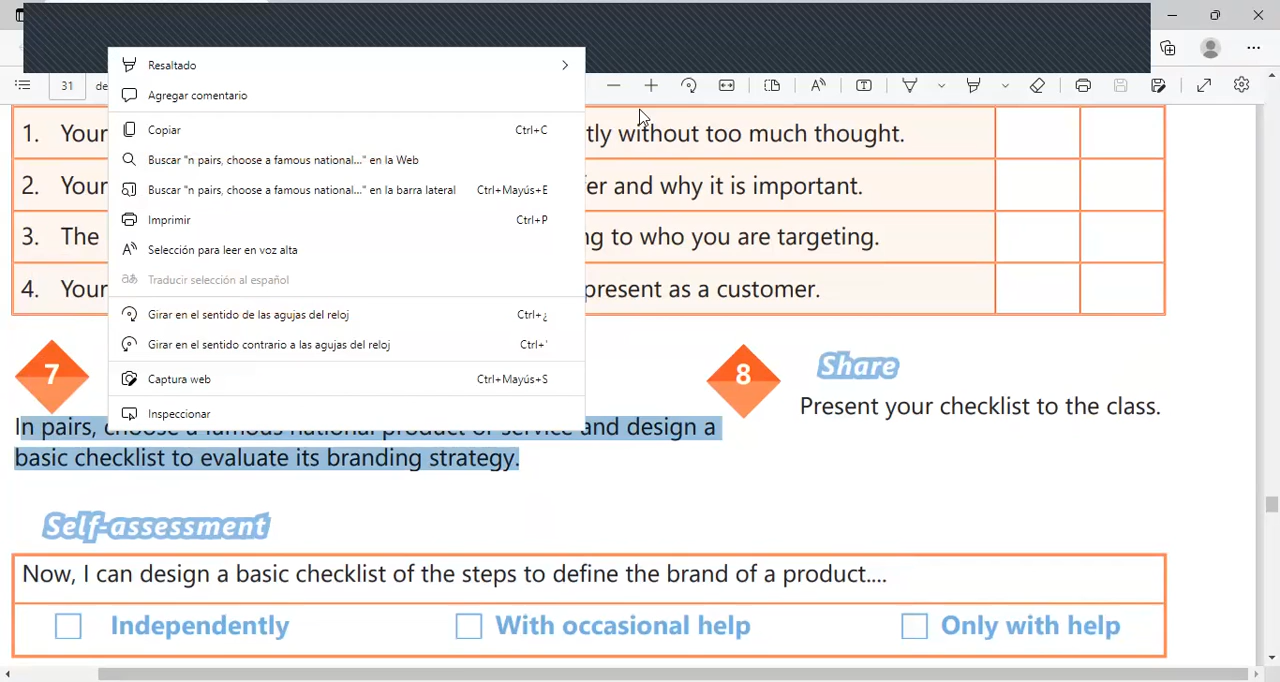 31 de
Resaltado
Agregar comentario
Copiar Ctrl+C
Buscar "n pairs, choose a famous national..." en la Web
Buscar "n pairs, choose a famous national..." en la barra lateral Ctrl+Mayús+E
Imprimir Ctrl+P
Selección para leer en voz alta
Traducir selección al español
Girar en el sentido de las agujas del reloj Ctrl+¿
Girar en el sentido contrario a las agujas del reloj Ctrl+'
Captura web Ctrl+Mayús+S
Inspeccionar
1. Your tly without too much thought.
2. Your fer and why it is important.
3. The ng to who you are targeting.
4. Your present as a customer.
7
In pairs, choose a famous national product or service and design a
basic checklist to evaluate its branding strategy.
8 Share
Present your checklist to the class.
Self-assessment
Now, I can design a basic checklist of the steps to define the brand of a product....
Independently With occasional help Only with help